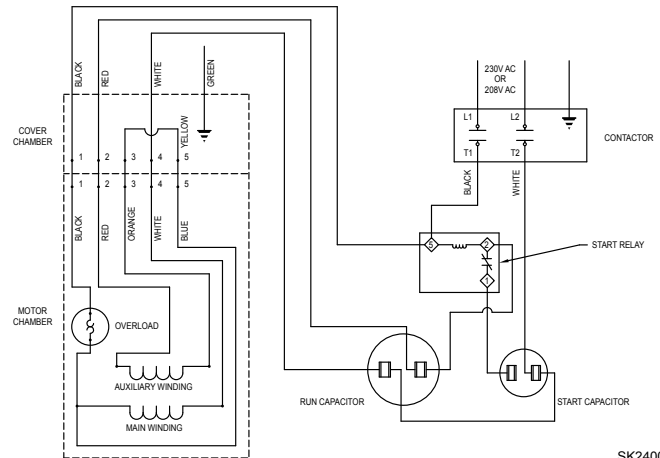 BLACK
RED
WHITE
GREEN
230V AC
OR
208V AC
L1
L2
CONTACTOR
T1
T2
COVER
CHAMBER
YELLOW
1
2
3
4
5
1
2
3
4
5
BLACK
WHITE
BLACK
RED
ORANGE
WHITE
BLUE
5
2
1
START RELAY
MOTOR
CHAMBER
OVERLOAD
AUXILIARY WINDING
MAIN WINDING
RUN CAPACITOR
START CAPACITOR